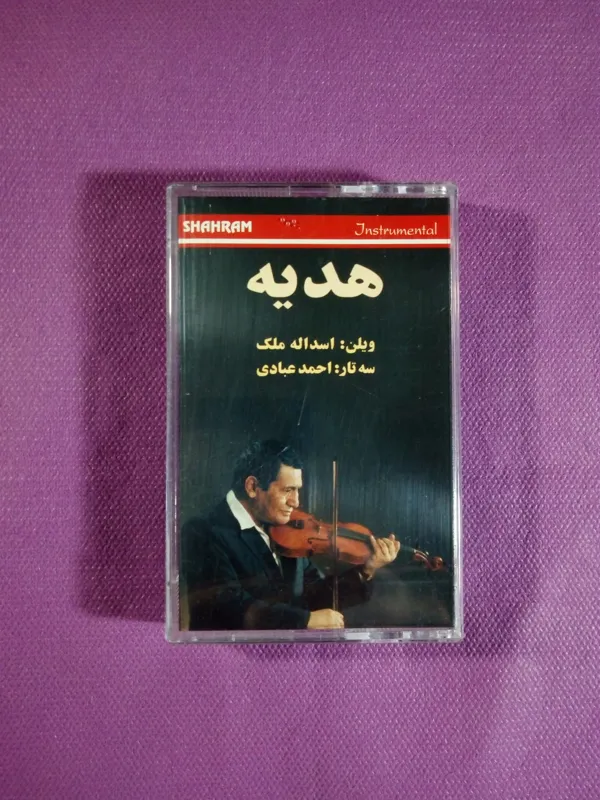 SHAHRAM Instrumental
هدیه
ویلن: اسداله ملک
سه تار: احمد عبادی